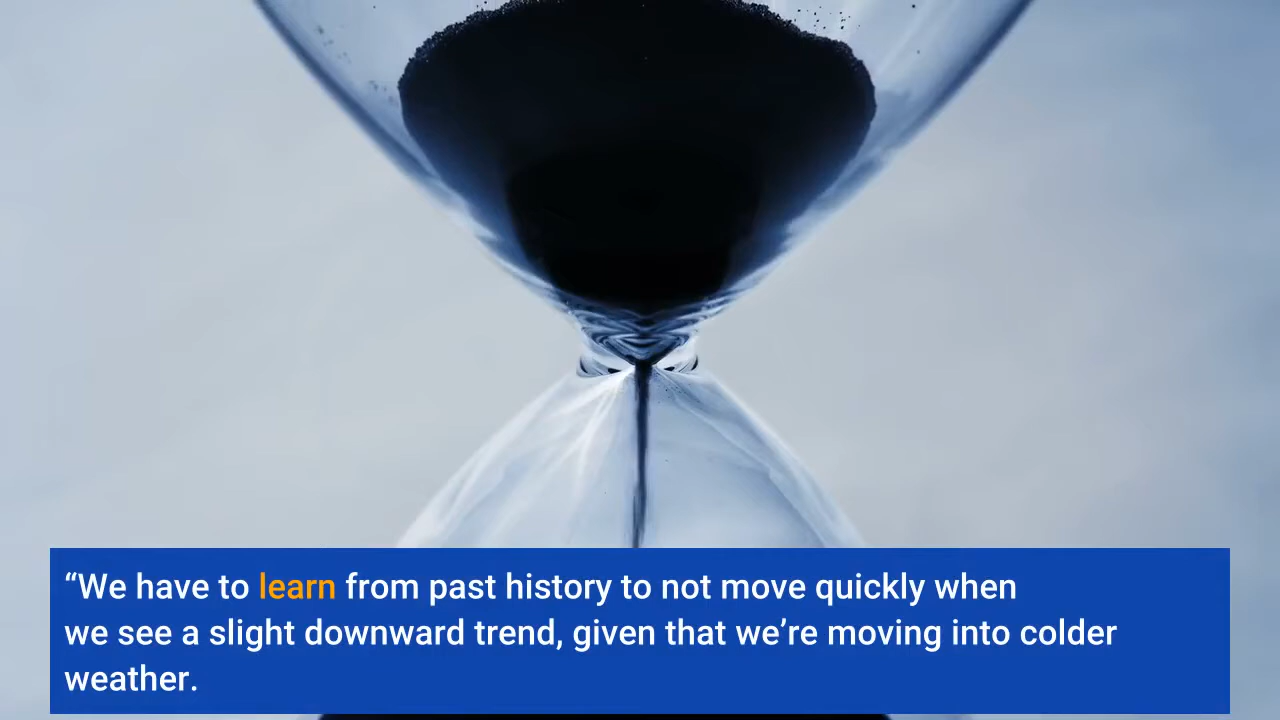 “We have to learn from past history to not move quickly when
we see a slight downward trend, given that we’re moving into colder
weather.